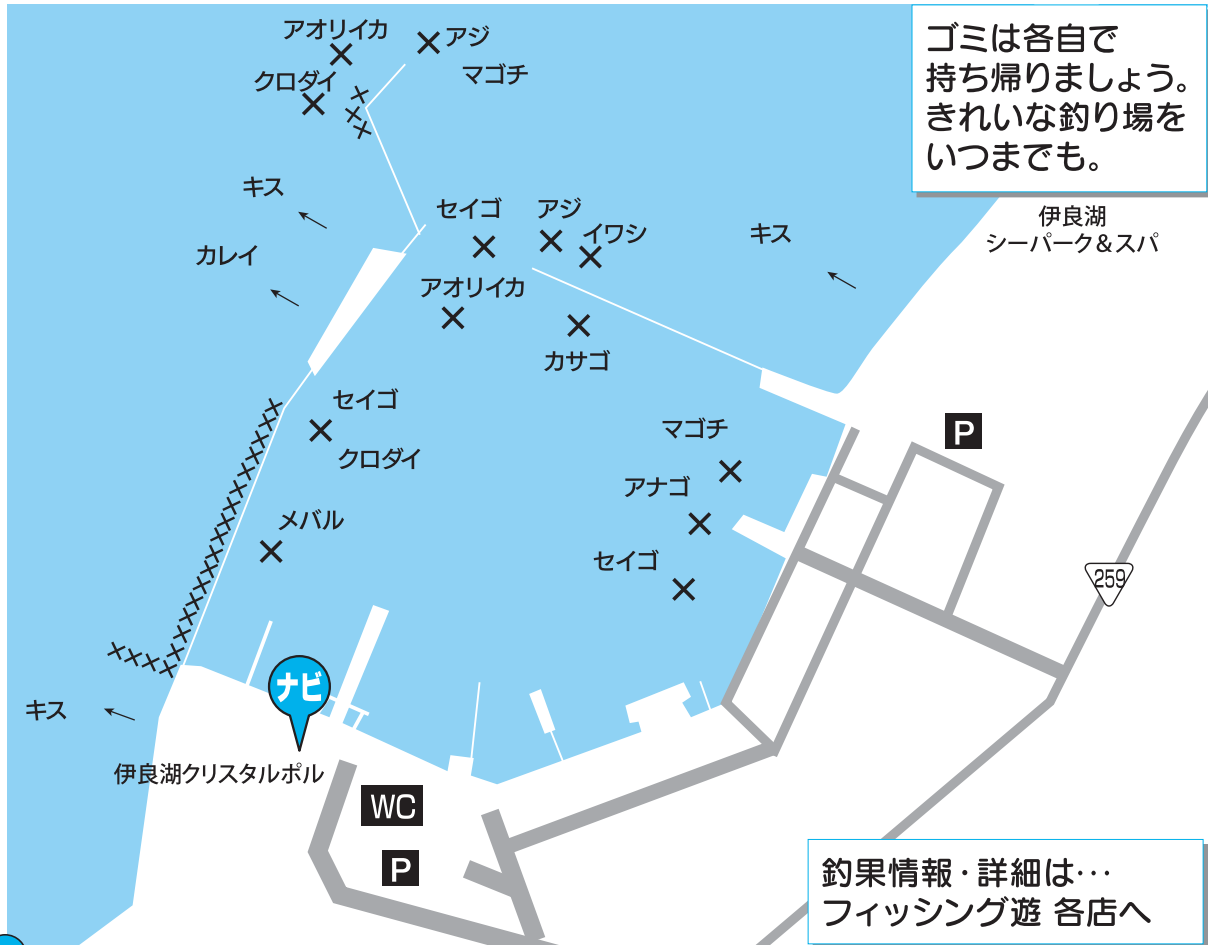 アオリイカ
アジ
マゴチ
クロダイ
ゴミは各自で
持ち帰りましょう。
きれいな釣り場を
いつまでも。
キス
セイゴ
アジ
イワシ
キス
伊良湖
シーパーク&スパ
カレイ
アオリイカ
カサゴ
セイゴ
クロダイ
マゴチ
P
アナゴ
メバル
セイゴ
259
ナビ
キス
伊良湖クリスタルポル
WC
P
釣果情報・詳細は…
フィッシング遊 各店へ